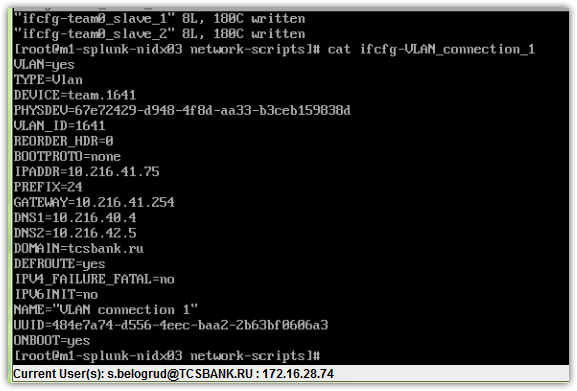 "ifcfg-team0_slave_1" 8L, 180C written
"ifcfg-team0_slave_2" 8L, 180C written
[root@m1-splunk-nidx03 network-scripts]# cat ifcfg-VLAN_connection_1
VLAN=yes
TYPE=Vlan
DEVICE=team.1641
PHYSDEV=67e72429-d948-4f8d-aa33-b3ceb159838d
VLAN_ID=1641
REORDER_HDR=0
BOOTPROTO=none
IPADDR=10.216.41.75
PREFIX=24
GATEWAY=10.216.41.254
DNS1=10.216.40.4
DNS2=10.216.42.5
DOMAIN=tcsbank.ru
DEFROUTE=yes
IPV4_FAILURE_FATAL=no
IPV6INIT=no
NAME="VLAN connection 1"
UUID=484e7a74-d556-4eec-baa2-2b63bf0606a3
ONBOOT=yes
[root@m1-splunk-nidx03 network-scripts]#
Current User(s): s.belogrud@TCSBANK.RU : 172.16.28.74